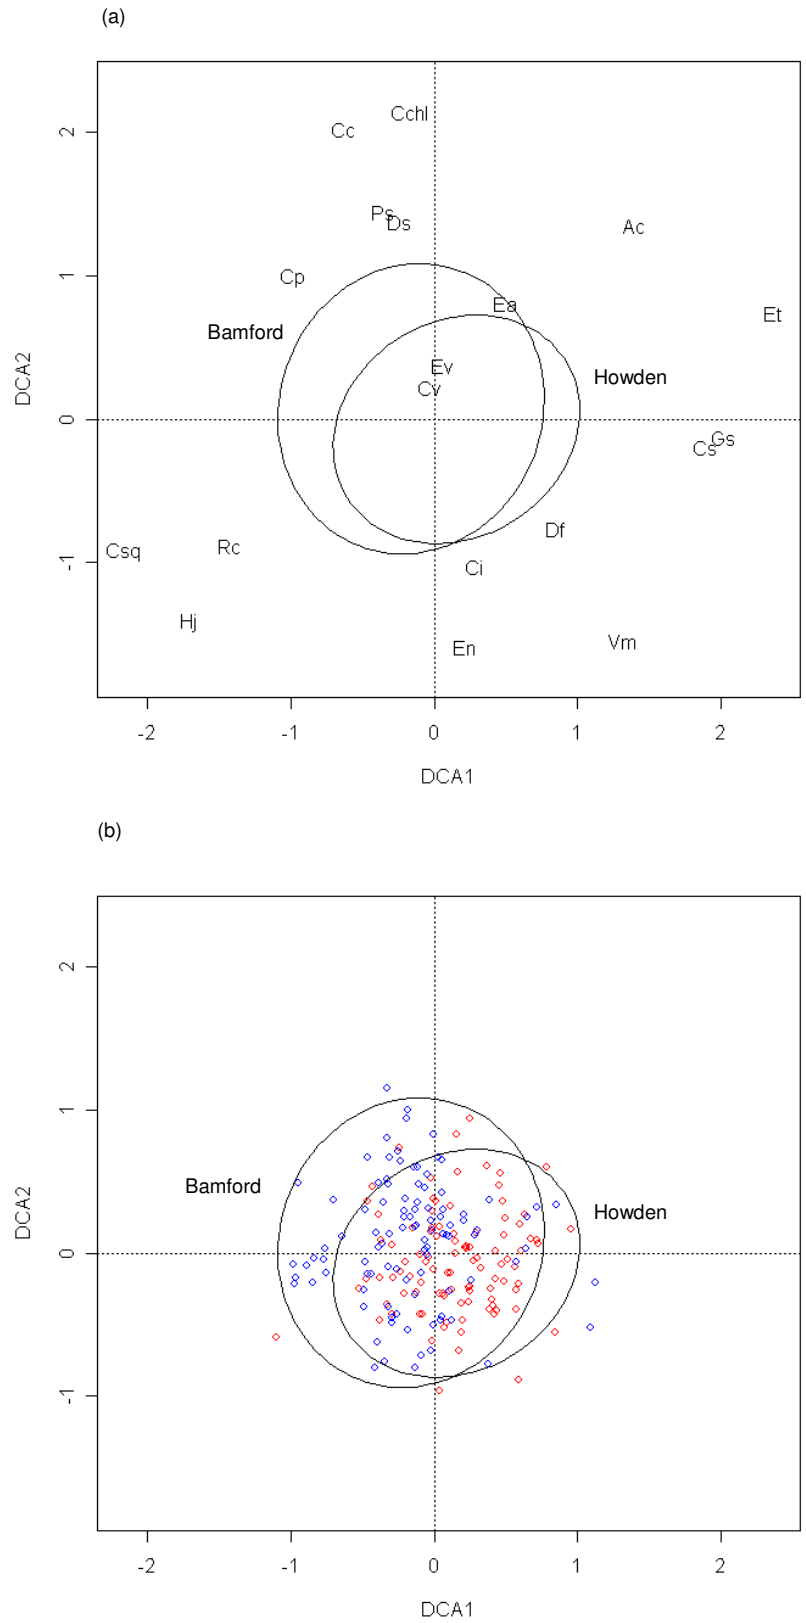 (a)
Cchl
Cc
2
Ps
Ds
Ac
1
Cp
Ea
Et
Bamford
Ev
Howden
DCA2
Cv
0
Gs
Cs
Df
Csq
Rc
-1
Ci
Hj
En
Vm
-2 -1 0 1 2
DCA1
(b)
2
1
Bamford
Howden
DCA2
0
-1
-2 -1 0 1 2
DCA1